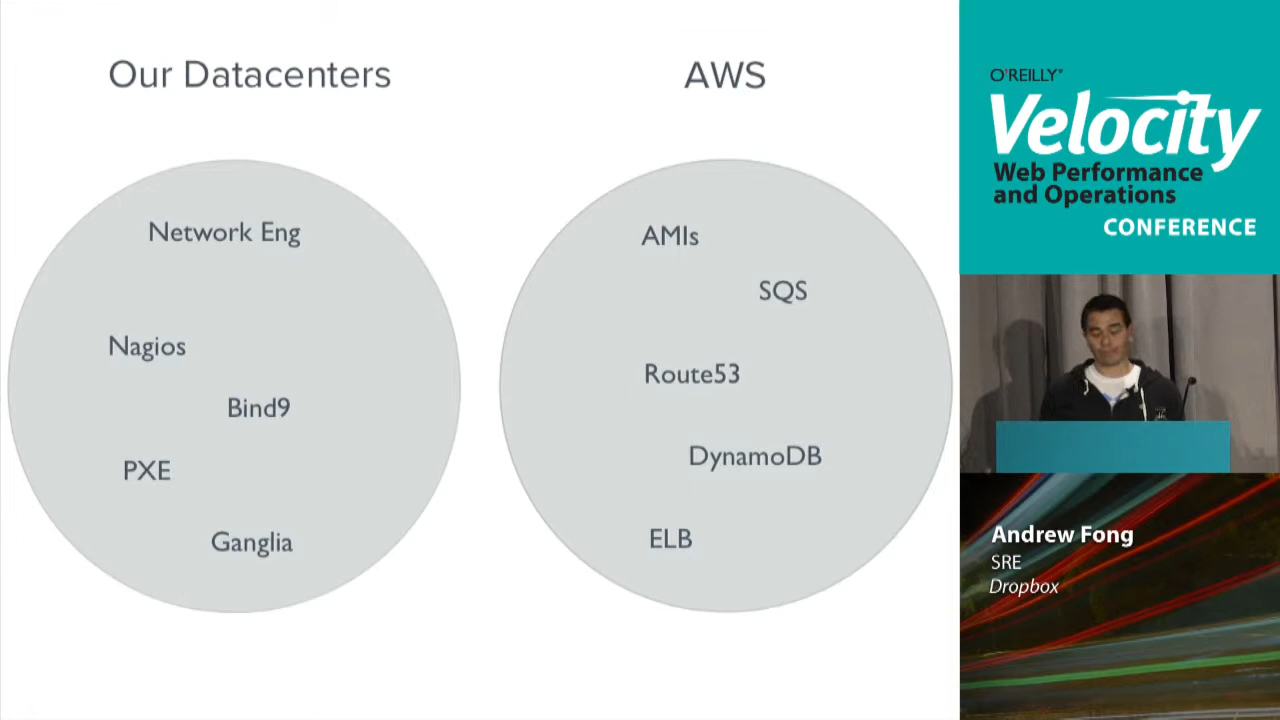 Our Datacenters
AWS
Network Eng
Nagios
Bind9
PXE
Ganglia
AMIs
SQS
Route53
DynamoDB
ELB
O'REILLY®
Velocity
Web Performance
and Operations
CONFERENCE
Andrew Fong
SRE
Dropbox